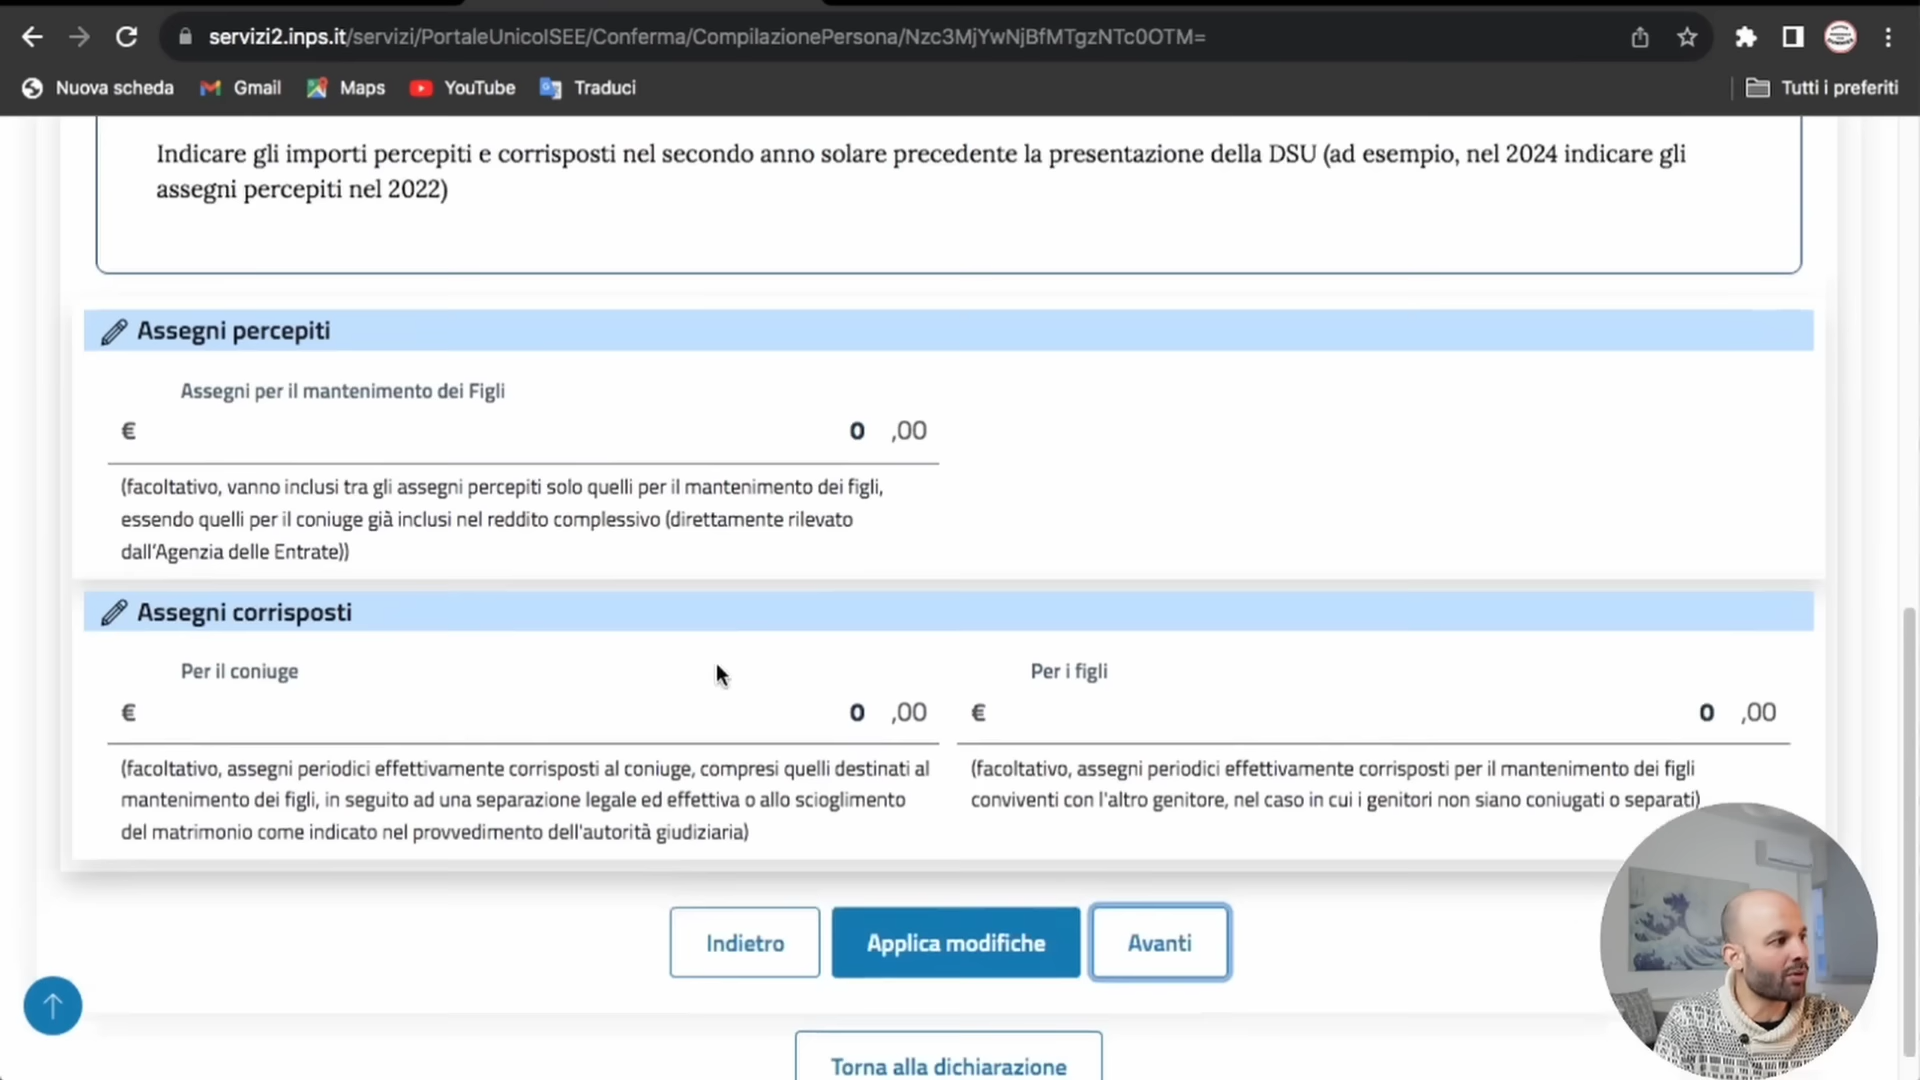 servizi2.inps.it/servizi/PortaleUnicoISEE/Conferma/CompilazionePersona/Nzc3MjYwNjBfMTgzNTc0OTM=
Nuova scheda Gmail Maps YouTube Traduci Tutti i preferiti
Indicare gli importi percepiti e corrisposti nel secondo anno solare precedente la presentazione della DSU (ad esempio, nel 2024 indicare gli
assegni percepiti nel 2022)
Assegni percepiti
Assegni per il mantenimento dei Figli
€ 0 ,00
(facoltativo, vanno inclusi tra gli assegni percepiti solo quelli per il mantenimento dei figli,
essendo quelli per il coniuge già inclusi nel reddito complessivo (direttamente rilevato
dall'Agenzia delle Entrate))
Assegni corrisposti
Per il coniuge
€ 0 ,00
(facoltativo, assegni periodici effettivamente corrisposti al coniuge, compresi quelli destinati al
mantenimento dei figli, in seguito ad una separazione legale ed effettiva o allo scioglimento
del matrimonio come indicato nel provvedimento dell'autorità giudiziaria)
Per i figli
€ 0 ,00
(facoltativo, assegni periodici effettivamente corrisposti per il mantenimento dei figli
conviventi con l'altro genitore, nel caso in cui i genitori non siano coniugati o separati)
Indietro Applica modifiche Avanti
Torna alla dichiarazione